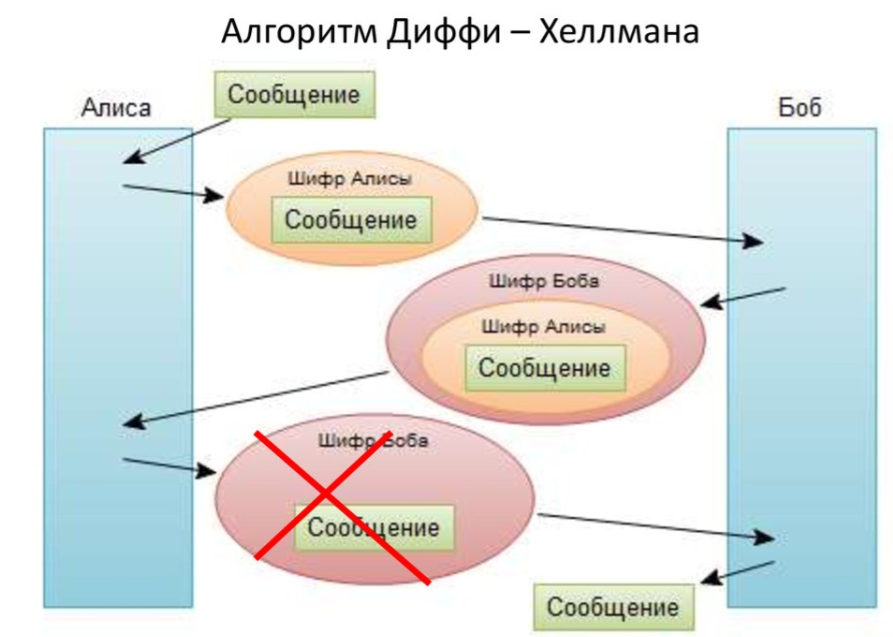 Алгоритм Диффи – Хеллмана
Сообщение
Алиса
Боб
Шифр Алисы
Сообщение
Шифр Боба
Шифр Алисы
Сообщение
Шифр Боба
Сообщение
Сообщение